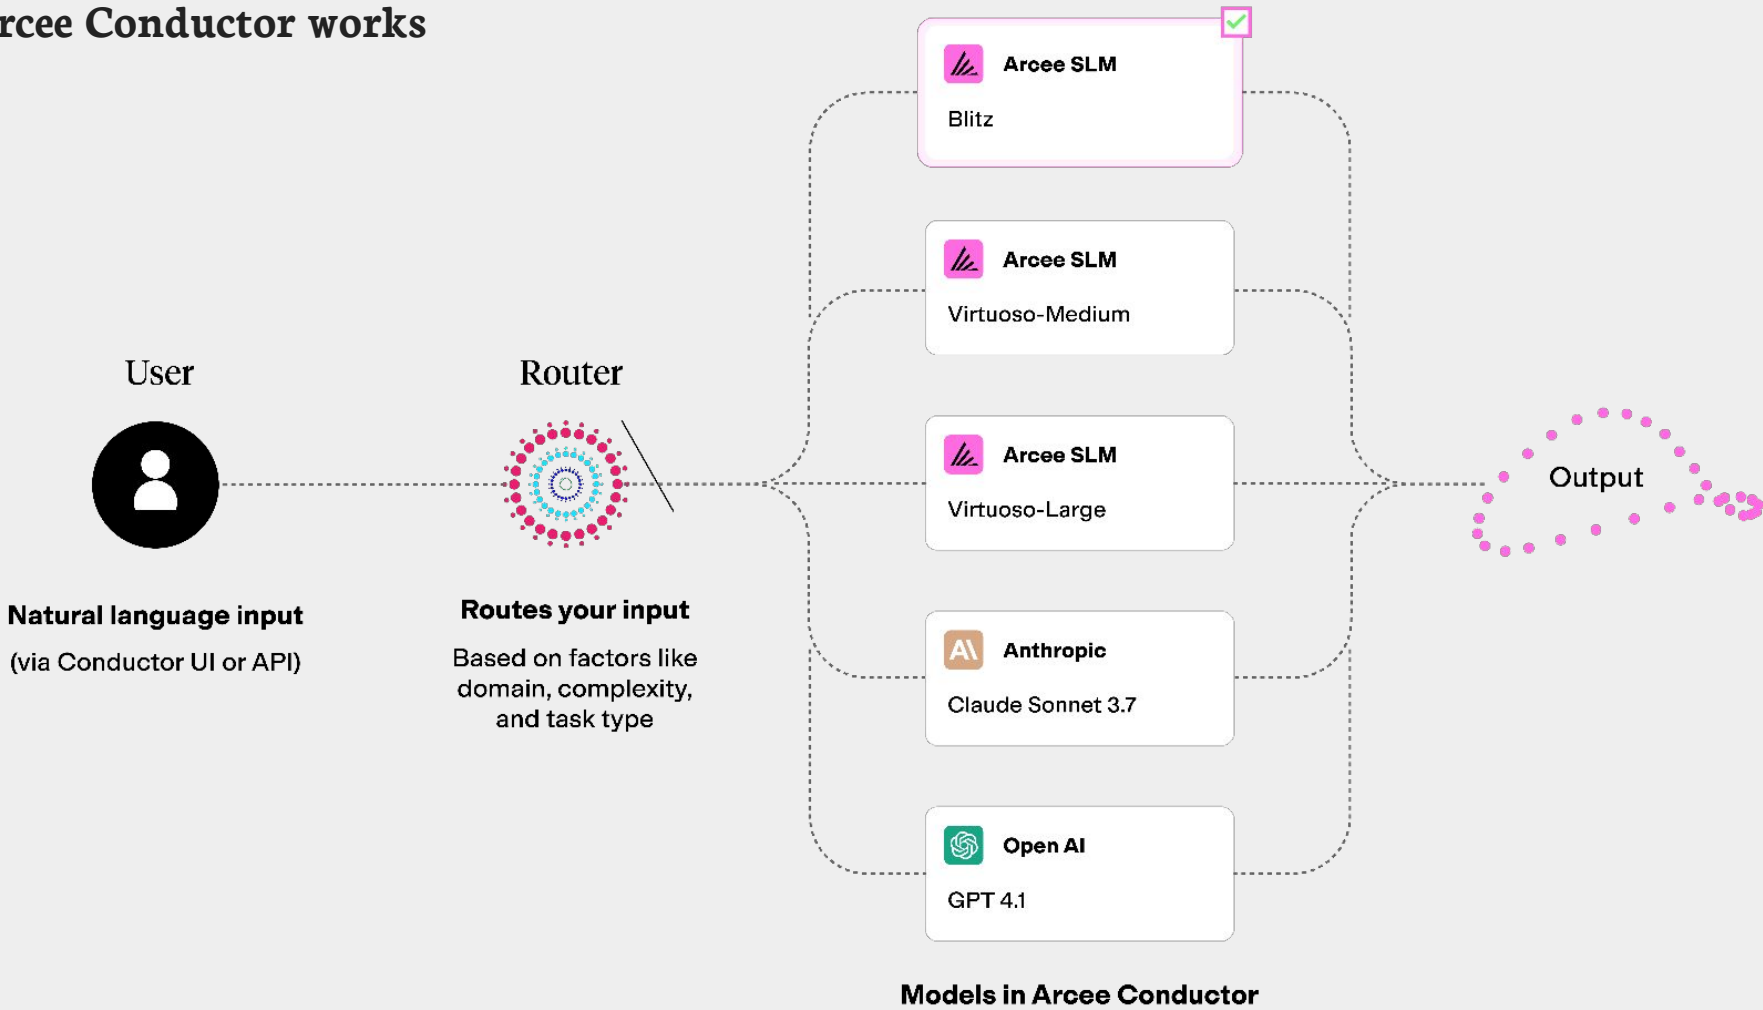 rcee Conductor works
Arcee SLM
Blitz
Arcee SLM
Virtuoso-Medium
User
Router
Arcee SLM
Virtuoso-Large
Output
Natural language input
(via Conductor UI or API)
Routes your input
Based on factors like
domain, complexity,
and task type
Anthropic
Claude Sonnet 3.7
Open AI
GPT 4.1
Models in Arcee Conductor